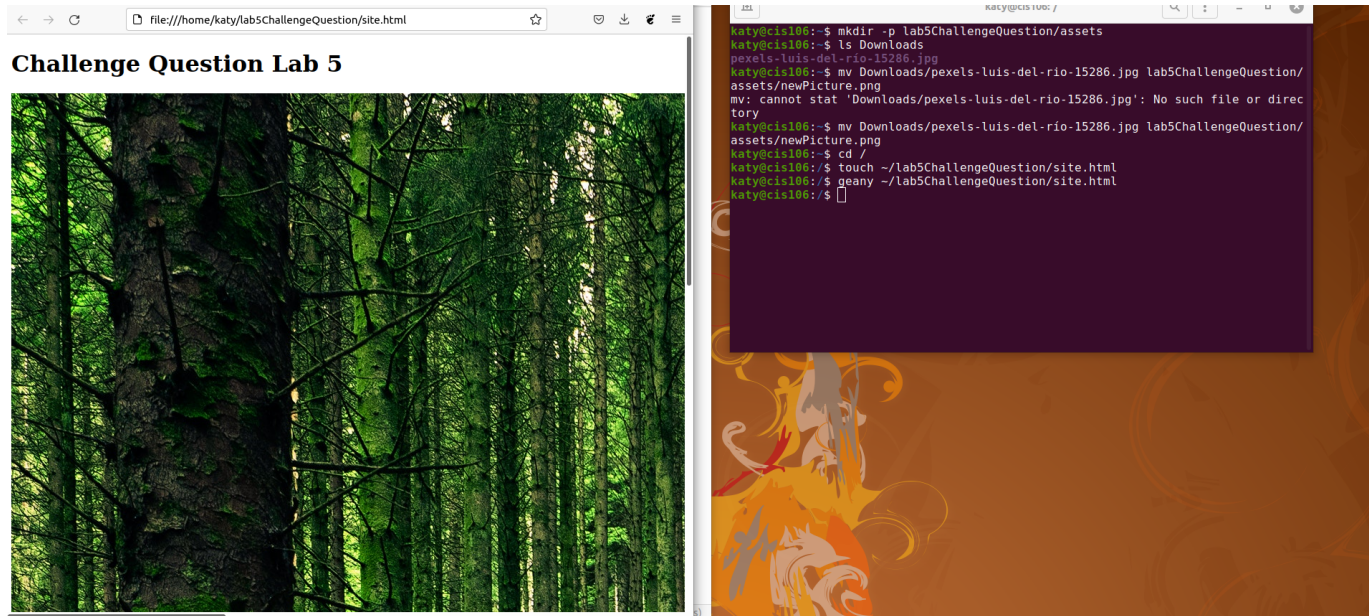 file:///home/katy/lab5ChallengeQuestion/site.html
Challenge Question Lab 5
katy@cis106: /
katy@cis106:~$ mkdir -p lab5ChallengeQuestion/assets
katy@cis106:~$ ls Downloads
pexels-luis-del-río-15286.jpg
katy@cis106:~$ mv Downloads/pexels-luis-del-rio-15286.jpg lab5ChallengeQuestion/
assets/newPicture.png
mv: cannot stat 'Downloads/pexels-luis-del-rio-15286.jpg': No such file or direc
tory
katy@cis106:~$ mv Downloads/pexels-luis-del-río-15286.jpg lab5ChallengeQuestion/
assets/newPicture.png
katy@cis106:~$ cd /
katy@cis106:/$ touch ~/lab5ChallengeQuestion/site.html
katy@cis106:/$ geany ~/lab5ChallengeQuestion/site.html
katy@cis106:/$